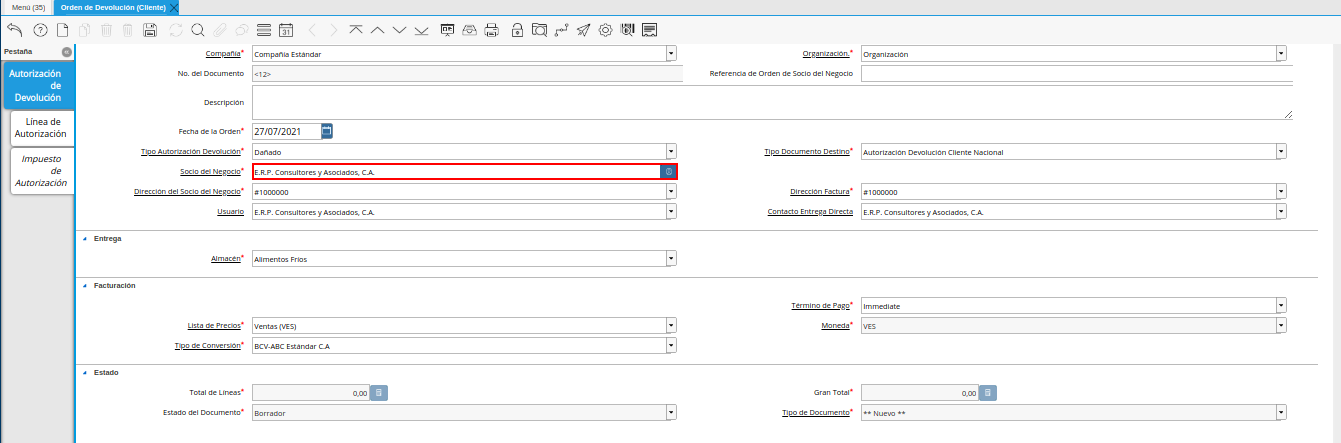 Menú (35)
Orden de Devolución (Cliente)
31
Pestaña
Autorización
de
Devolución
Línea de
Autorización
Impuesto
de
Autorización
Compañía* Compañía Estándar Organización.* Organización
No. del Documento <12> Referencia de Orden de Socio del Negocio
Descripción
Fecha de la Orden* 27/07/2021
Tipo Autorización Devolución* Dañado Tipo Documento Destino* Autorización Devolución Cliente Nacional
Socio del Negocio* E.R.P. Consultores y Asociados, C.A.
Dirección del Socio del Negocio* #1000000 Dirección Factura* #1000000
Usuario E.R.P. Consultores y Asociados, C.A. Contacto Entrega Directa E.R.P. Consultores y Asociados, C.A.
Entrega
Almacén* Alimentos Fríos
Facturación
Término de Pago* Immediate
Lista de Precios* Ventas (VES) Moneda* VES
Tipo de Conversión* BCV-ABC Estándar C.A
Estado
Total de Líneas* 0,00 Gran Total* 0,00
Estado del Documento* Borrador Tipo de Documento* ** Nuevo **